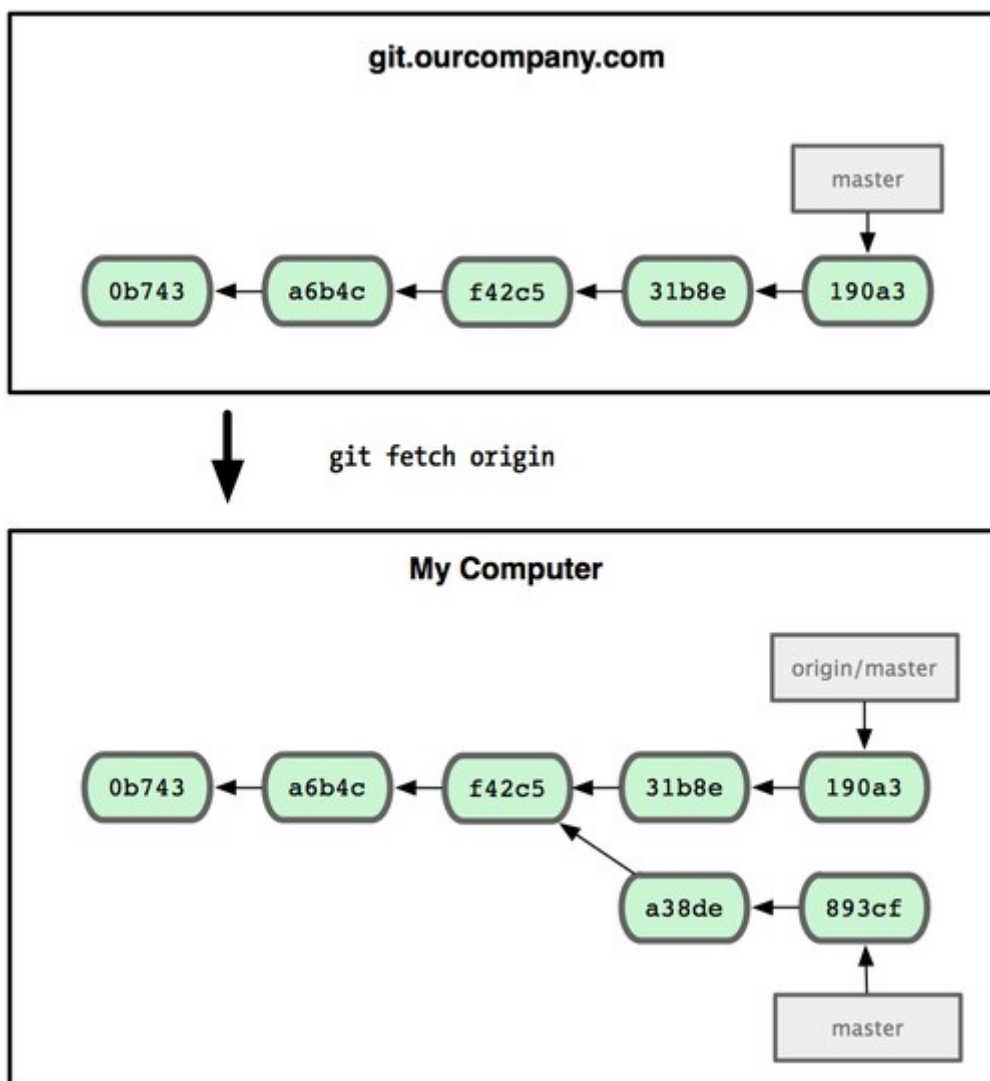 git.ourcompany.com
master
0b743 a6b4c f42c5 31b8e 190a3
git fetch origin
My Computer
origin/master
0b743 a6b4c f42c5 31b8e 190a3
a38de 893cf
master